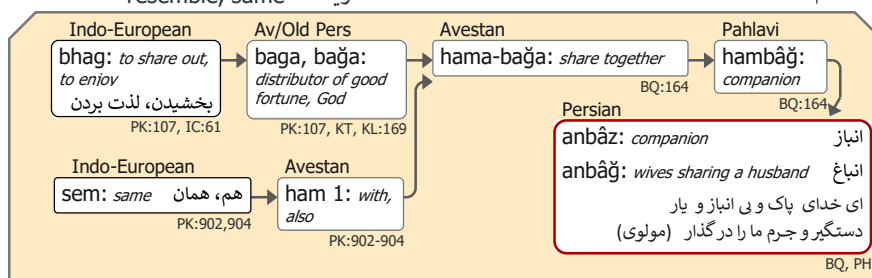 resemble, same
Indo-European
bhag: to share out,
to enjoy
بخشیدن، لذت بردن
PK:107, IC:61
Av/Old Pers
baga, bağa:
distributor of good
fortune, God
PK:107, KT, KL:169
Avestan
hama-bağa: share together
BQ:164
Pahlavi
hambâğ:
companion
BQ:164
Indo-European
sem: same هم، همان
PK:902,904
Avestan
ham 1: with,
also
PK:902-904
Persian
anbâz: companion انباز
anbâğ: wives sharing a husband انباغ
ای خدای پاک و بی انباز و یار
دستگیر و جرم ما را در گذار (مولوی)
BQ, PH